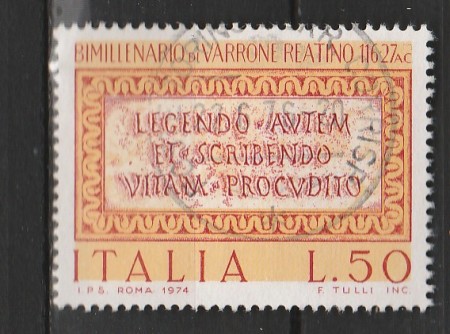 BIMILLENARIO DI VARRONE REATINO 116 27 A.C
LEGENDO AVTEM
ET SCRIBENDO
VITAM PROCVDITO
ITALIA L.50
I.P.S. ROMA 1974 F. TULLI INC.